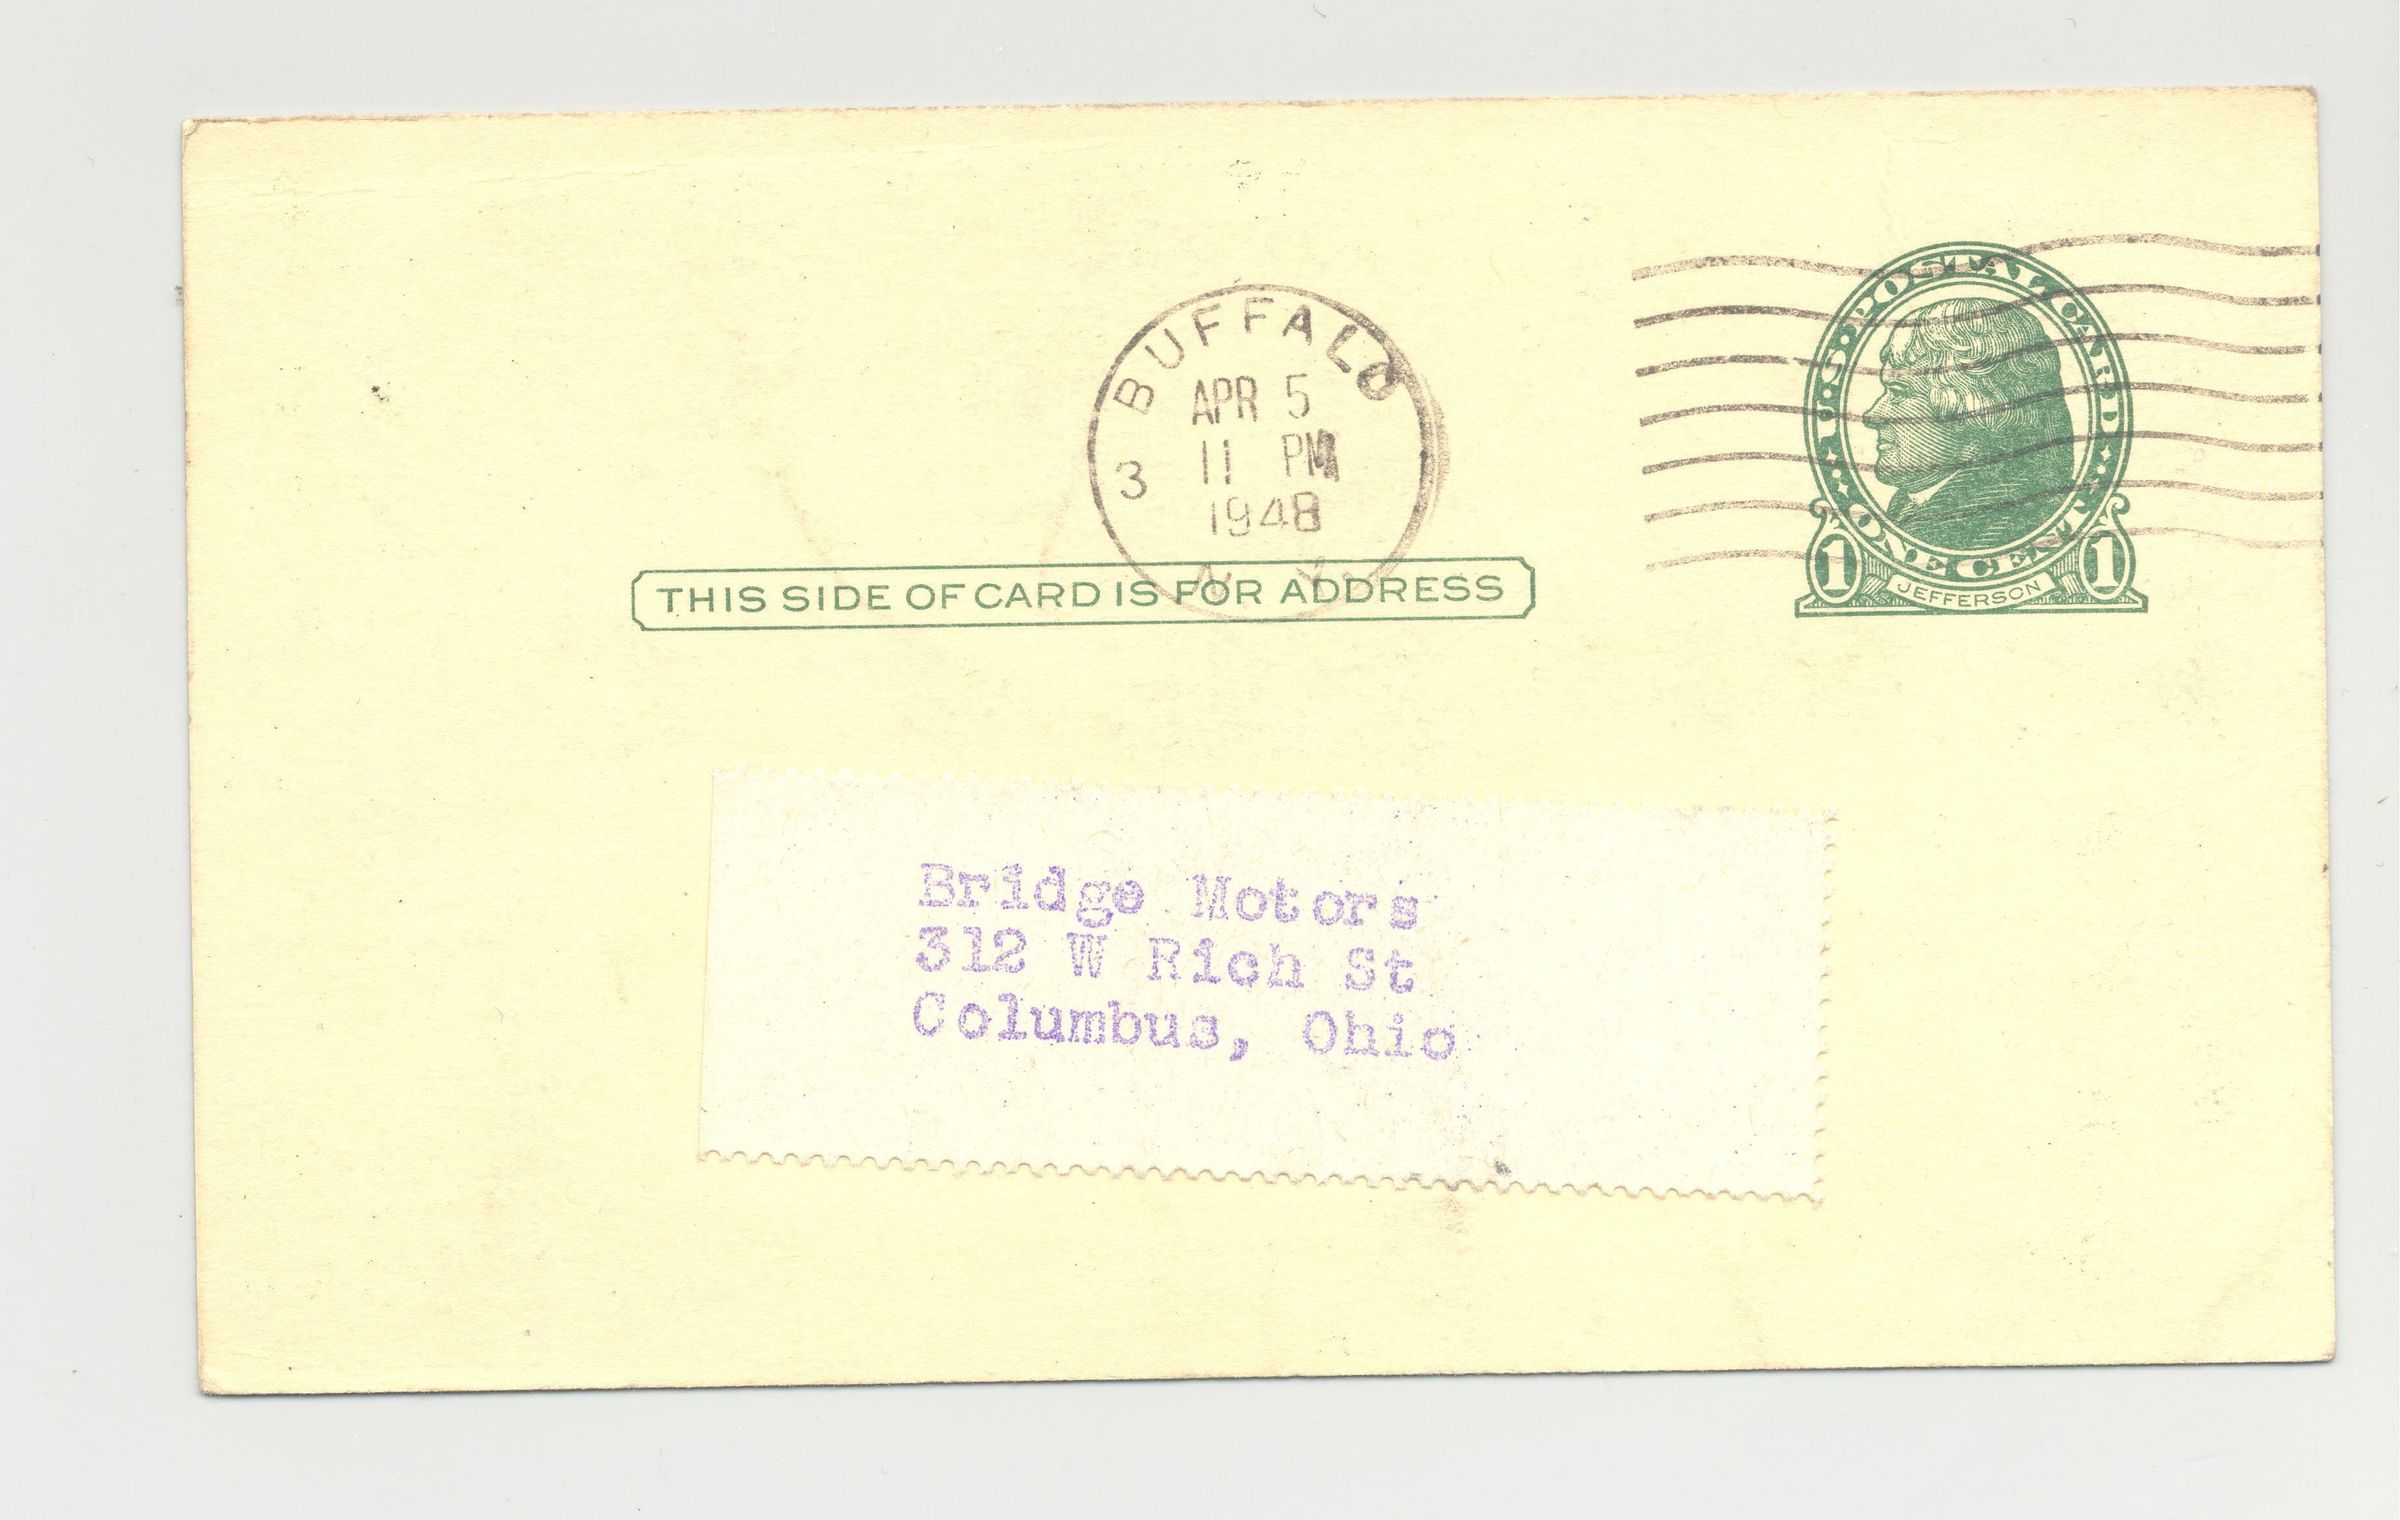 BUFFALO
3
APR 5
11 PM
1948
N. Y.
U.S. POSTAL CARD
ONE CENT
1 1
JEFFERSON
THIS SIDE OF CARD IS FOR ADDRESS
Bridge Motors
312 W Rich St
Columbus, Ohio